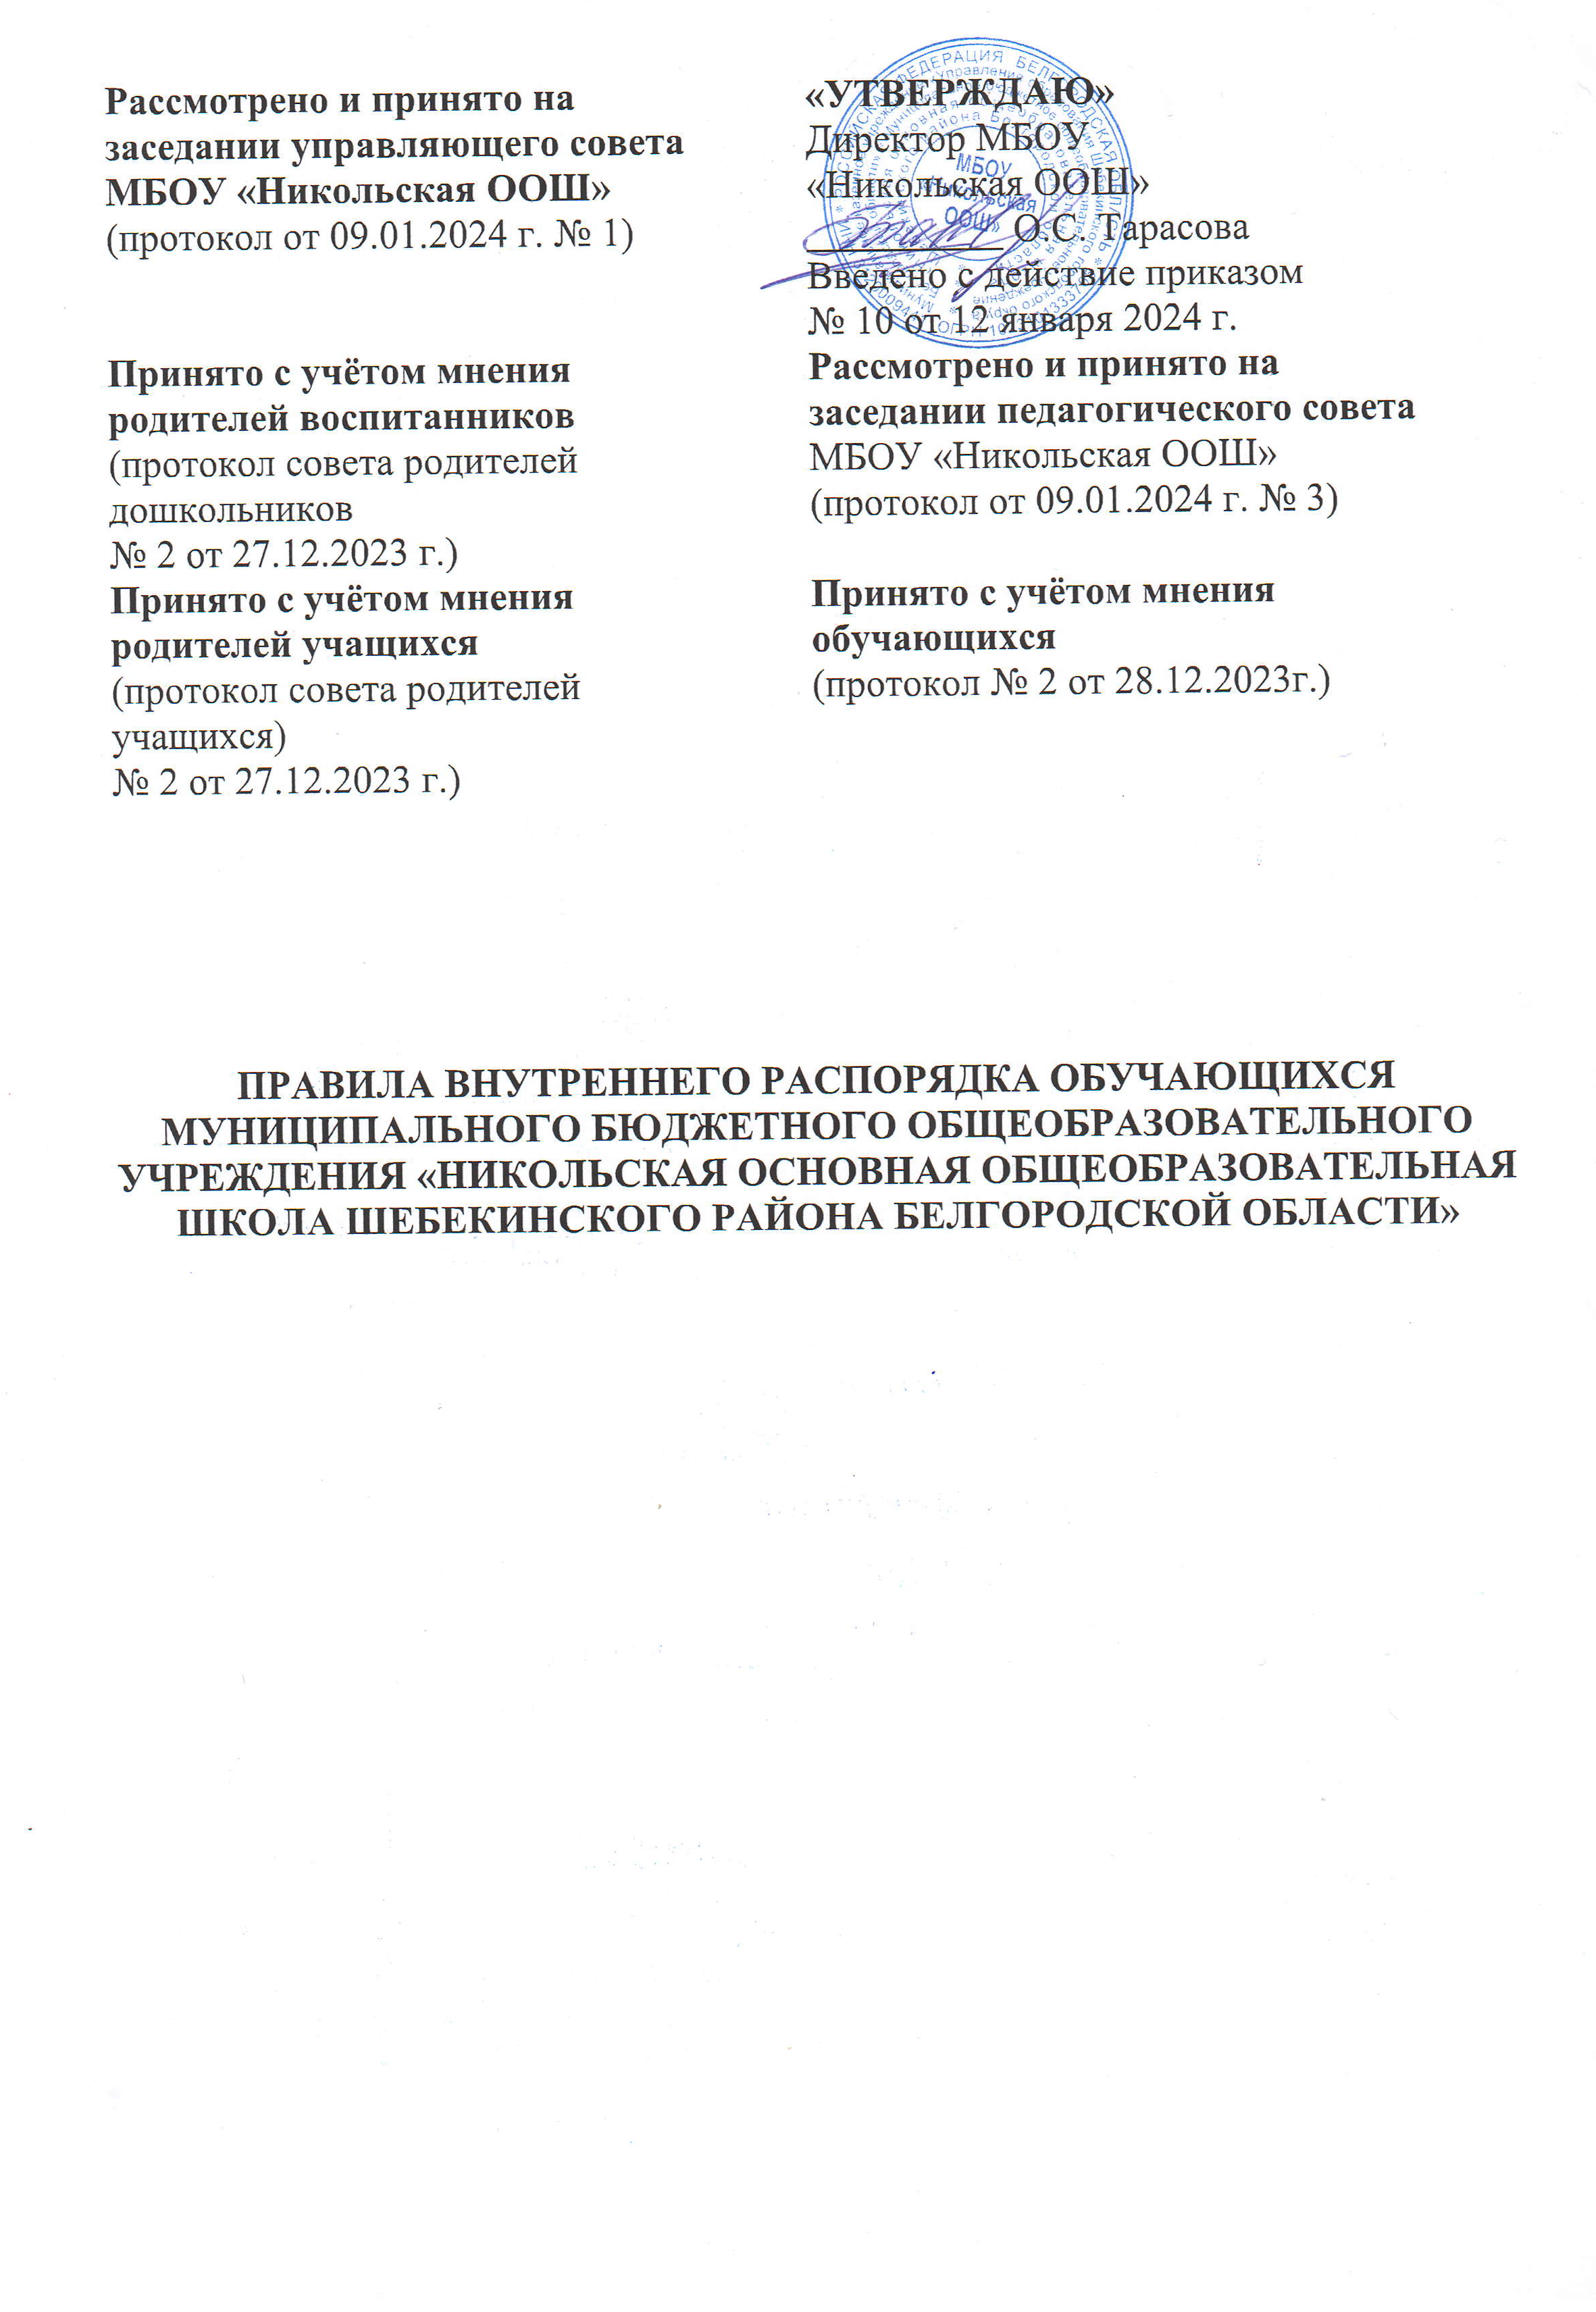 Рассмотрено и принято на
заседании управляющего совета
МБОУ «Никольская ООШ»
(протокол от 09.01.2024 г. № 1)
«УТВЕРЖДАЮ»
Директор МБОУ
«Никольская ООШ»
О.С. Тарасова
Введено с действие приказом
№ 10 от 12 января 2024 г.
МБОУ
«Никольская
ООШ»
Принято с учётом мнения
родителей воспитанников
(протокол совета родителей
дошкольников
№ 2 от 27.12.2023 г.)
Рассмотрено и принято на
заседании педагогического совета
МБОУ «Никольская ООШ»
(протокол от 09.01.2024 г. № 3)
Принято с учётом мнения
родителей учащихся
(протокол совета родителей
учащихся)
№ 2 от 27.12.2023 г.)
Принято с учётом мнения
обучающихся
(протокол № 2 от 28.12.2023г.)
ПРАВИЛА ВНУТРЕННЕГО РАСПОРЯДКА ОБУЧАЮЩИХСЯ
МУНИЦИПАЛЬНОГО БЮДЖЕТНОГО ОБЩЕОБРАЗОВАТЕЛЬНОГО
УЧРЕЖДЕНИЯ «НИКОЛЬСКАЯ ОСНОВНАЯ ОБЩЕОБРАЗОВАТЕЛЬНАЯ
ШКОЛА ШЕБЕКИНСКОГО РАЙОНА БЕЛГОРОДСКОЙ ОБЛАСТИ»